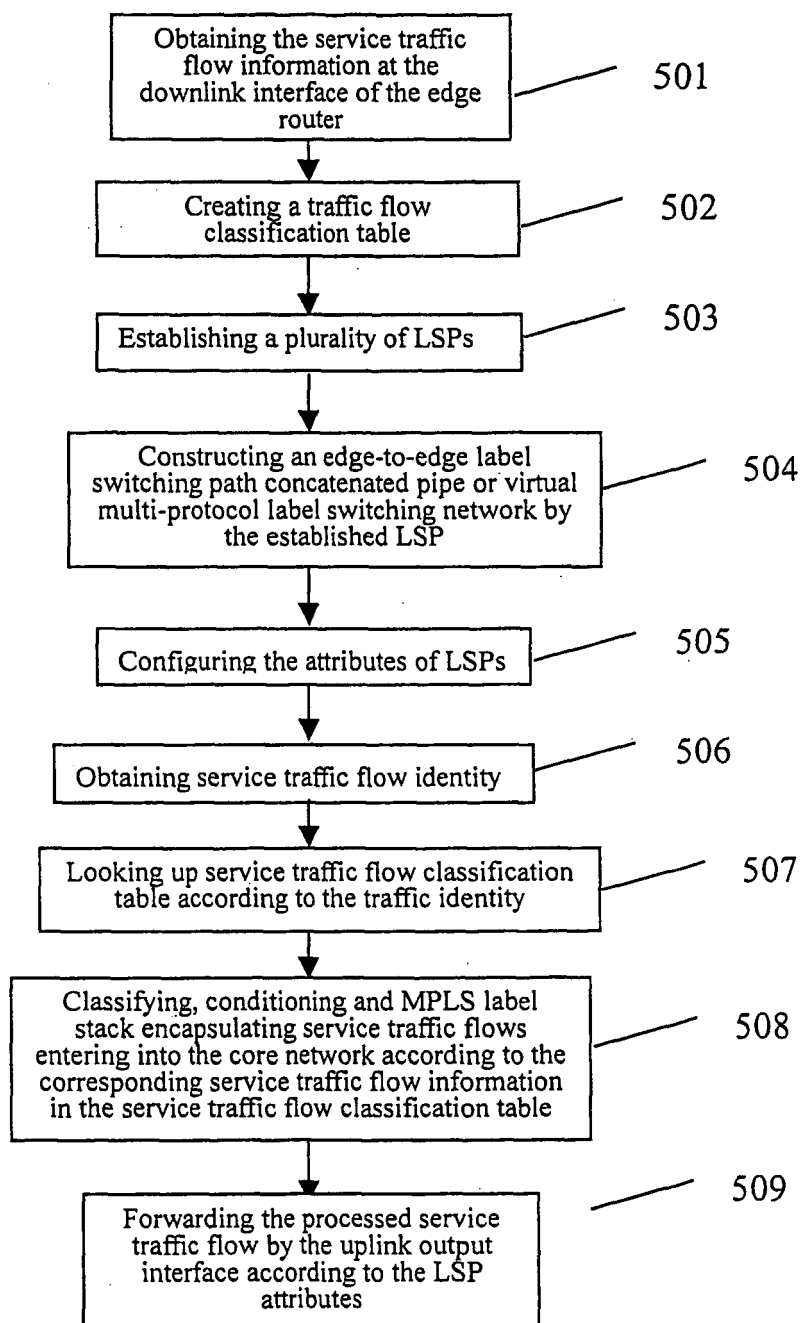 Obtaining the service traffic
flow information at the
downlink interface of the edge
router
501
Creating a traffic flow
classification table
502
Establishing a plurality of LSPs
503
Constructing an edge-to-edge label
switching path concatenated pipe or virtual
multi-protocol label switching network by
the established LSP
504
Configuring the attributes of LSPs
505
Obtaining service traffic flow identity
506
Looking up service traffic flow classification
table according to the traffic identity
507
Classifying, conditioning and MPLS label
stack encapsulating service traffic flows
entering into the core network according to the
corresponding service traffic flow information
in the service traffic flow classification table
508
Forwarding the processed service
traffic flow by the uplink output
interface according to the LSP
attributes
509